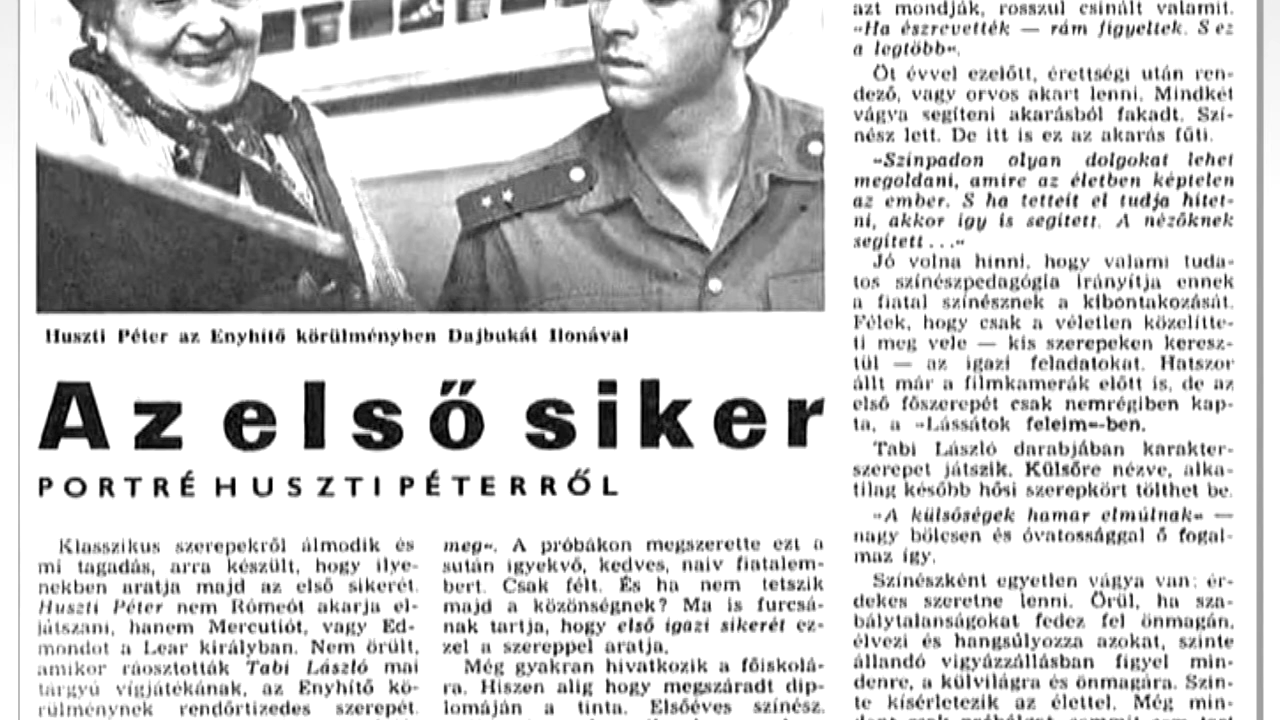 Huszti Péter az Enyhítő körülményben Dajbukát Ilonával
Az első siker
PORTRÉ HUSZTI PÉTERRŐL
Klasszikus szerepekről álmodik és
mi tagadás, arra készült, hogy ilye-
nekben aratja majd az első sikerét.
Huszti Péter nem Rómeót akarja el-
játszani, hanem Mercutiót, vagy Ed-
mondot a Lear királyban. Nem örült,
amikor ráosztották Tabi László mai
tárgyú vígjátékának, az Enyhítő kö-
rülménynek rendőrtizedes szerepét.
meg«. A próbákon megszerette ezt a
sután igyekvő, kedves, naiv fiatalem-
bert. Csak félt. És ha nem tetszik
majd a közönségnek? Ma is furcsá-
nak tartja, hogy első igazi sikerét ez-
zel a szereppel aratja.
Még gyakran hivatkozik a főiskolá-
ra. Hiszen alig hogy megszáradt dip-
lomáján a tinta. Elsőéves színész.
azt mondják, rosszul csinált valamit.
»Ha észrevették — rám figyeltek. S ez
a legtöbb«.
Öt évvel ezelőtt, érettségi után ren-
dező, vagy orvos akart lenni. Mindkét
vágya segíteni akarásból fakadt. Szí-
nész lett. De itt is ez az akarás fűti.
»Színpadon olyan dolgokat lehet
megoldani, amire az életben képtelen
az ember. S ha tetteit el tudja hitet-
ni, akkor így is segített. A nézőknek
segített . . .«
Jó volna hinni, hogy valami tuda-
tos színészpedagógia irányítja ennek
a fiatal színésznek a kibontakozását.
Félek, hogy csak a véletlen közelítte-
ti meg vele — kis szerepeken keresz-
tül — az igazi feladatokat. Hatszor
állt már a filmkamerák előtt is, de az
első főszerepét csak nemrégiben kap-
ta, a »Lássátok feleim«-ben.
Tabi László darabjában karakter-
szerepet játszik. Külsőre nézve, alka-
tilag később hősi szerepkört tölthet be.
»A külsőségek hamar elmúlnak« —
nagy bölcsen és óvatossággal ő fogal-
maz így.
Színészként egyetlen vágya van: ér-
dekes szeretne lenni. Örül, ha sza-
bálytalanságokat fedez fel önmagán,
élvezi és hangsúlyozza azokat, szinte
állandó vigyázzállásban figyel min-
denre, a külvilágra és önmagára. Szin-
te kísérletezik az élettel. Még min-